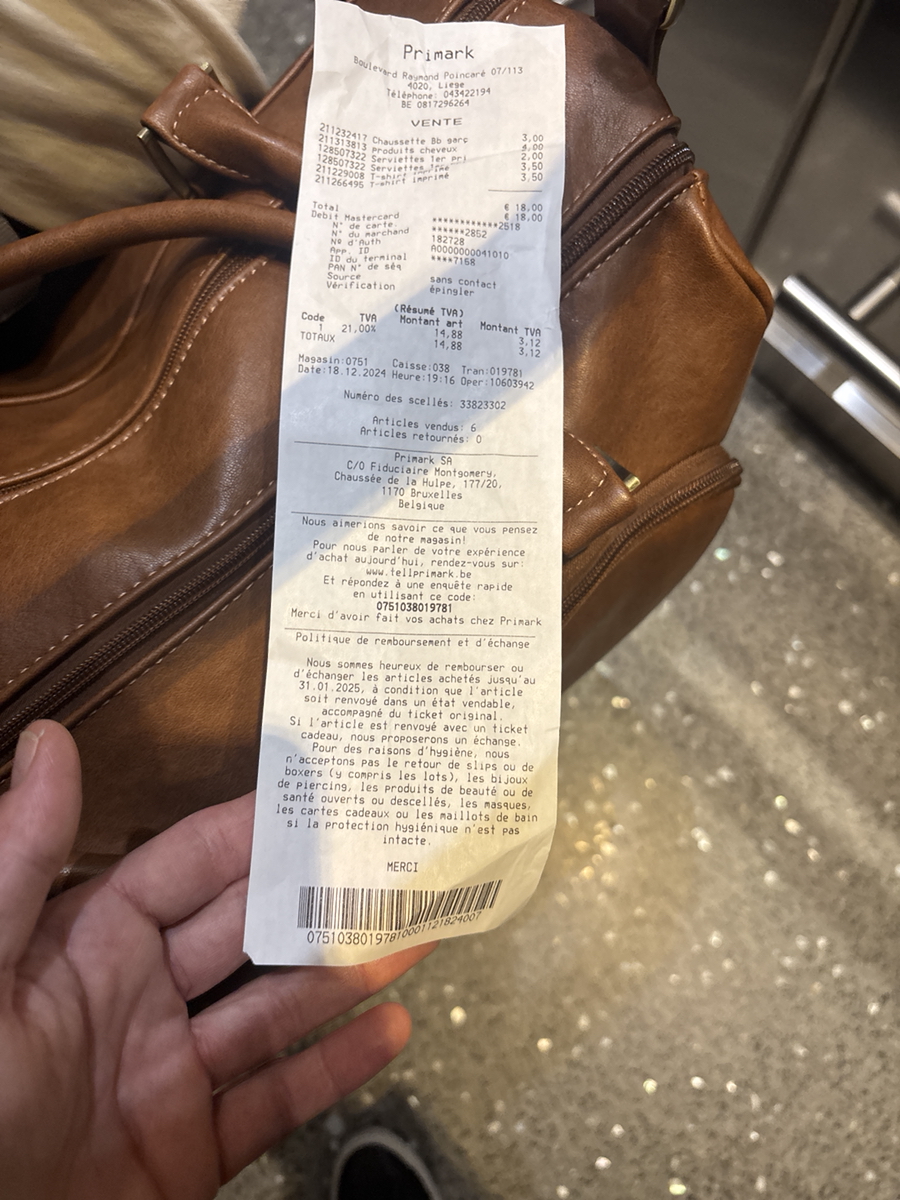 Primark
Boulevard Raymond Poincaré 07/113
4020, Liege
Téléphone: 043422194
BE 0817296264
VENTE
211232417 Chaussette Bb garç 3,00
211313813 Produits cheveux 4,00
128507322 Serviettes 1er Pri 2,00
128507322 Serviettes
211229008 T-shirt imprimé 3,50
211266495 T-shirt imprimé 3,50
Total € 18,00
Debit Mastercard € 18,00
N° de carte. ************2518
N° du marchand ******2852
Nº d'Auth 182728
App. ID A0000000041010
ID du terminal ****7168
PAN N° de séq
Source sans contact
Vérification épingler
(Résumé TVA)
Code TVA Montant art Montant TVA
1 21,00% 14,88 3,12
TOTAUX 14,88 3,12
Magasin:0751 Caisse:038 Tran:019781
Date:18.12.2024 Heure:19:16 Oper:10603942
Numéro des scellés: 33823302
Articles vendus: 6
Articles retournés: 0
Primark SA
C/O Fiduciaire Montgomery,
Chaussée de la Hulpe, 177/20,
1170 Bruxelles
Belgique
Nous aimerions savoir ce que vous pensez
de notre magasin!
Pour nous parler de votre expérience
d'achat aujourd'hui, rendez-vous sur:
www.tellprimark.be
Et répondez à une enquête rapide
en utilisant ce code:
0751038019781
Merci d'avoir fait vos achats chez Primark
Politique de remboursement et d'échange
Nous sommes heureux de rembourser ou
d'échanger les articles achetés jusqu'au
31.01.2025, à condition que l'article
soit renvoyé dans un état vendable,
accompagné du ticket original.
Si l'article est renvoyé avec un ticket
cadeau, nous proposerons un échange.
Pour des raisons d'hygiène, nous
n'acceptons pas le retour de slips ou de
boxers (y compris les lots), les bijoux
de piercing, les produits de beauté ou de
santé ouverts ou descellés, les masques,
les cartes cadeaux ou les maillots de bain
si la protection hygiénique n'est pas
intacte.
MERCI
0751038019781000112182 4007